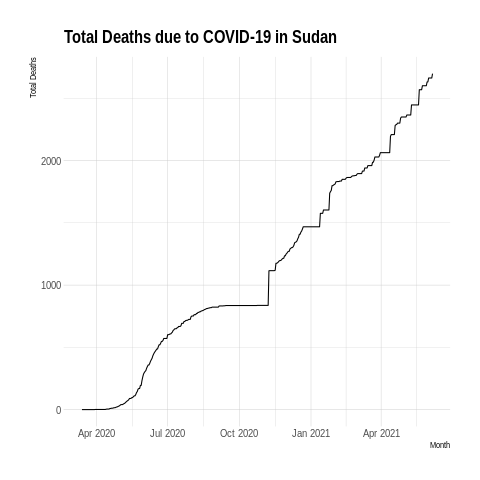 Total Deaths due to COVID-19 in Sudan
Total Deaths
2000
1000
0
Apr 2020 Jul 2020 Oct 2020 Jan 2021 Apr 2021
Month